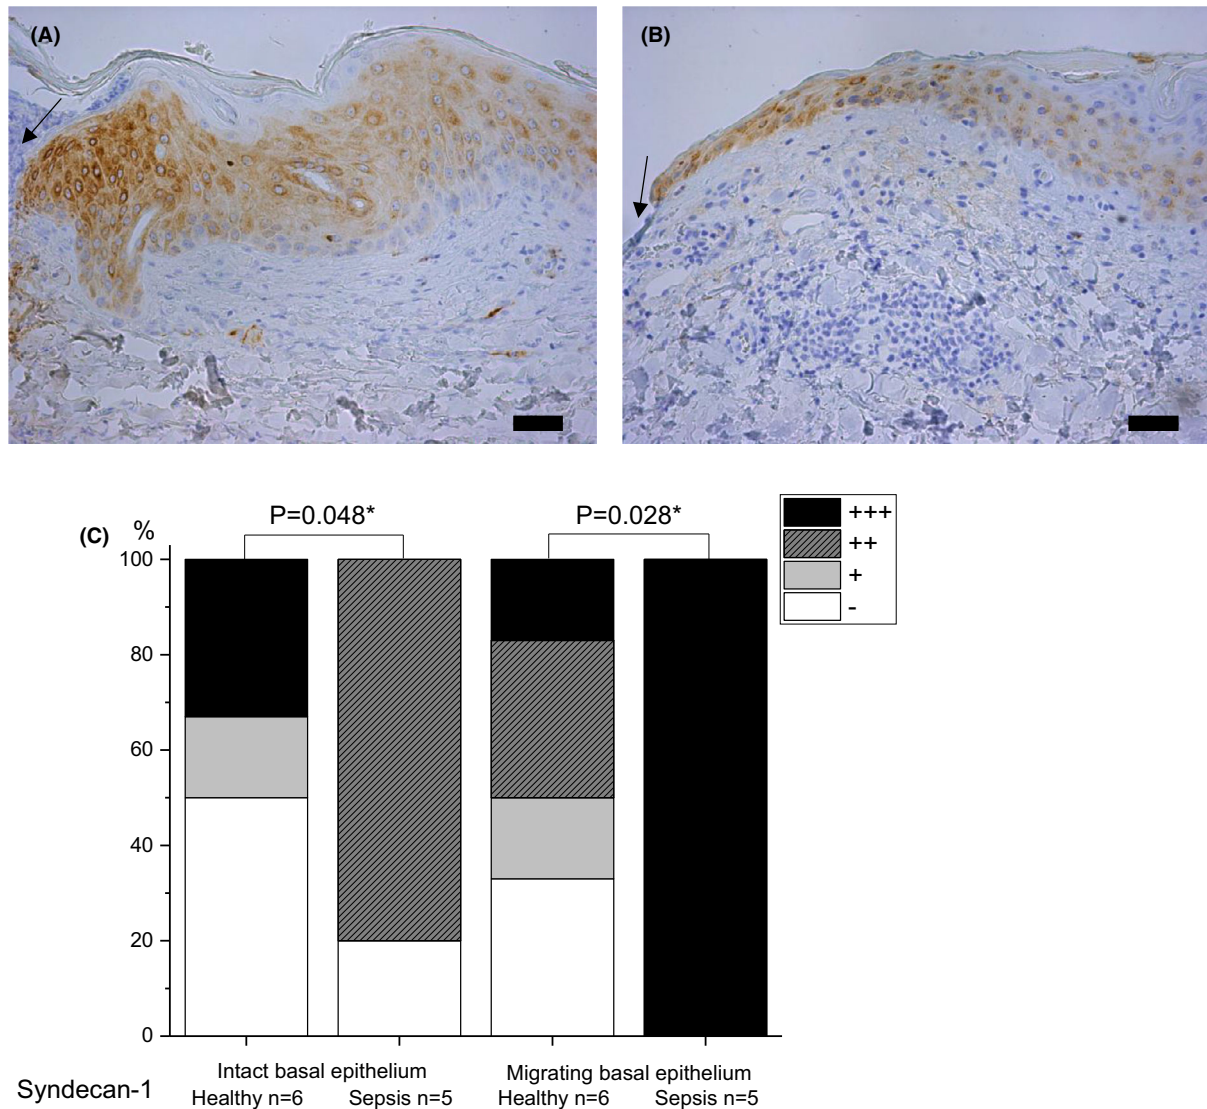 (A)
(B)
(C)
%
P=0.048*
P=0.028*
+++
++
+
-
100
80
60
40
20
0
Syndecan-1
Intact basal epithelium
Migrating basal epithelium
Healthy n=6
Sepsis n=5
Healthy n=6
Sepsis n=5